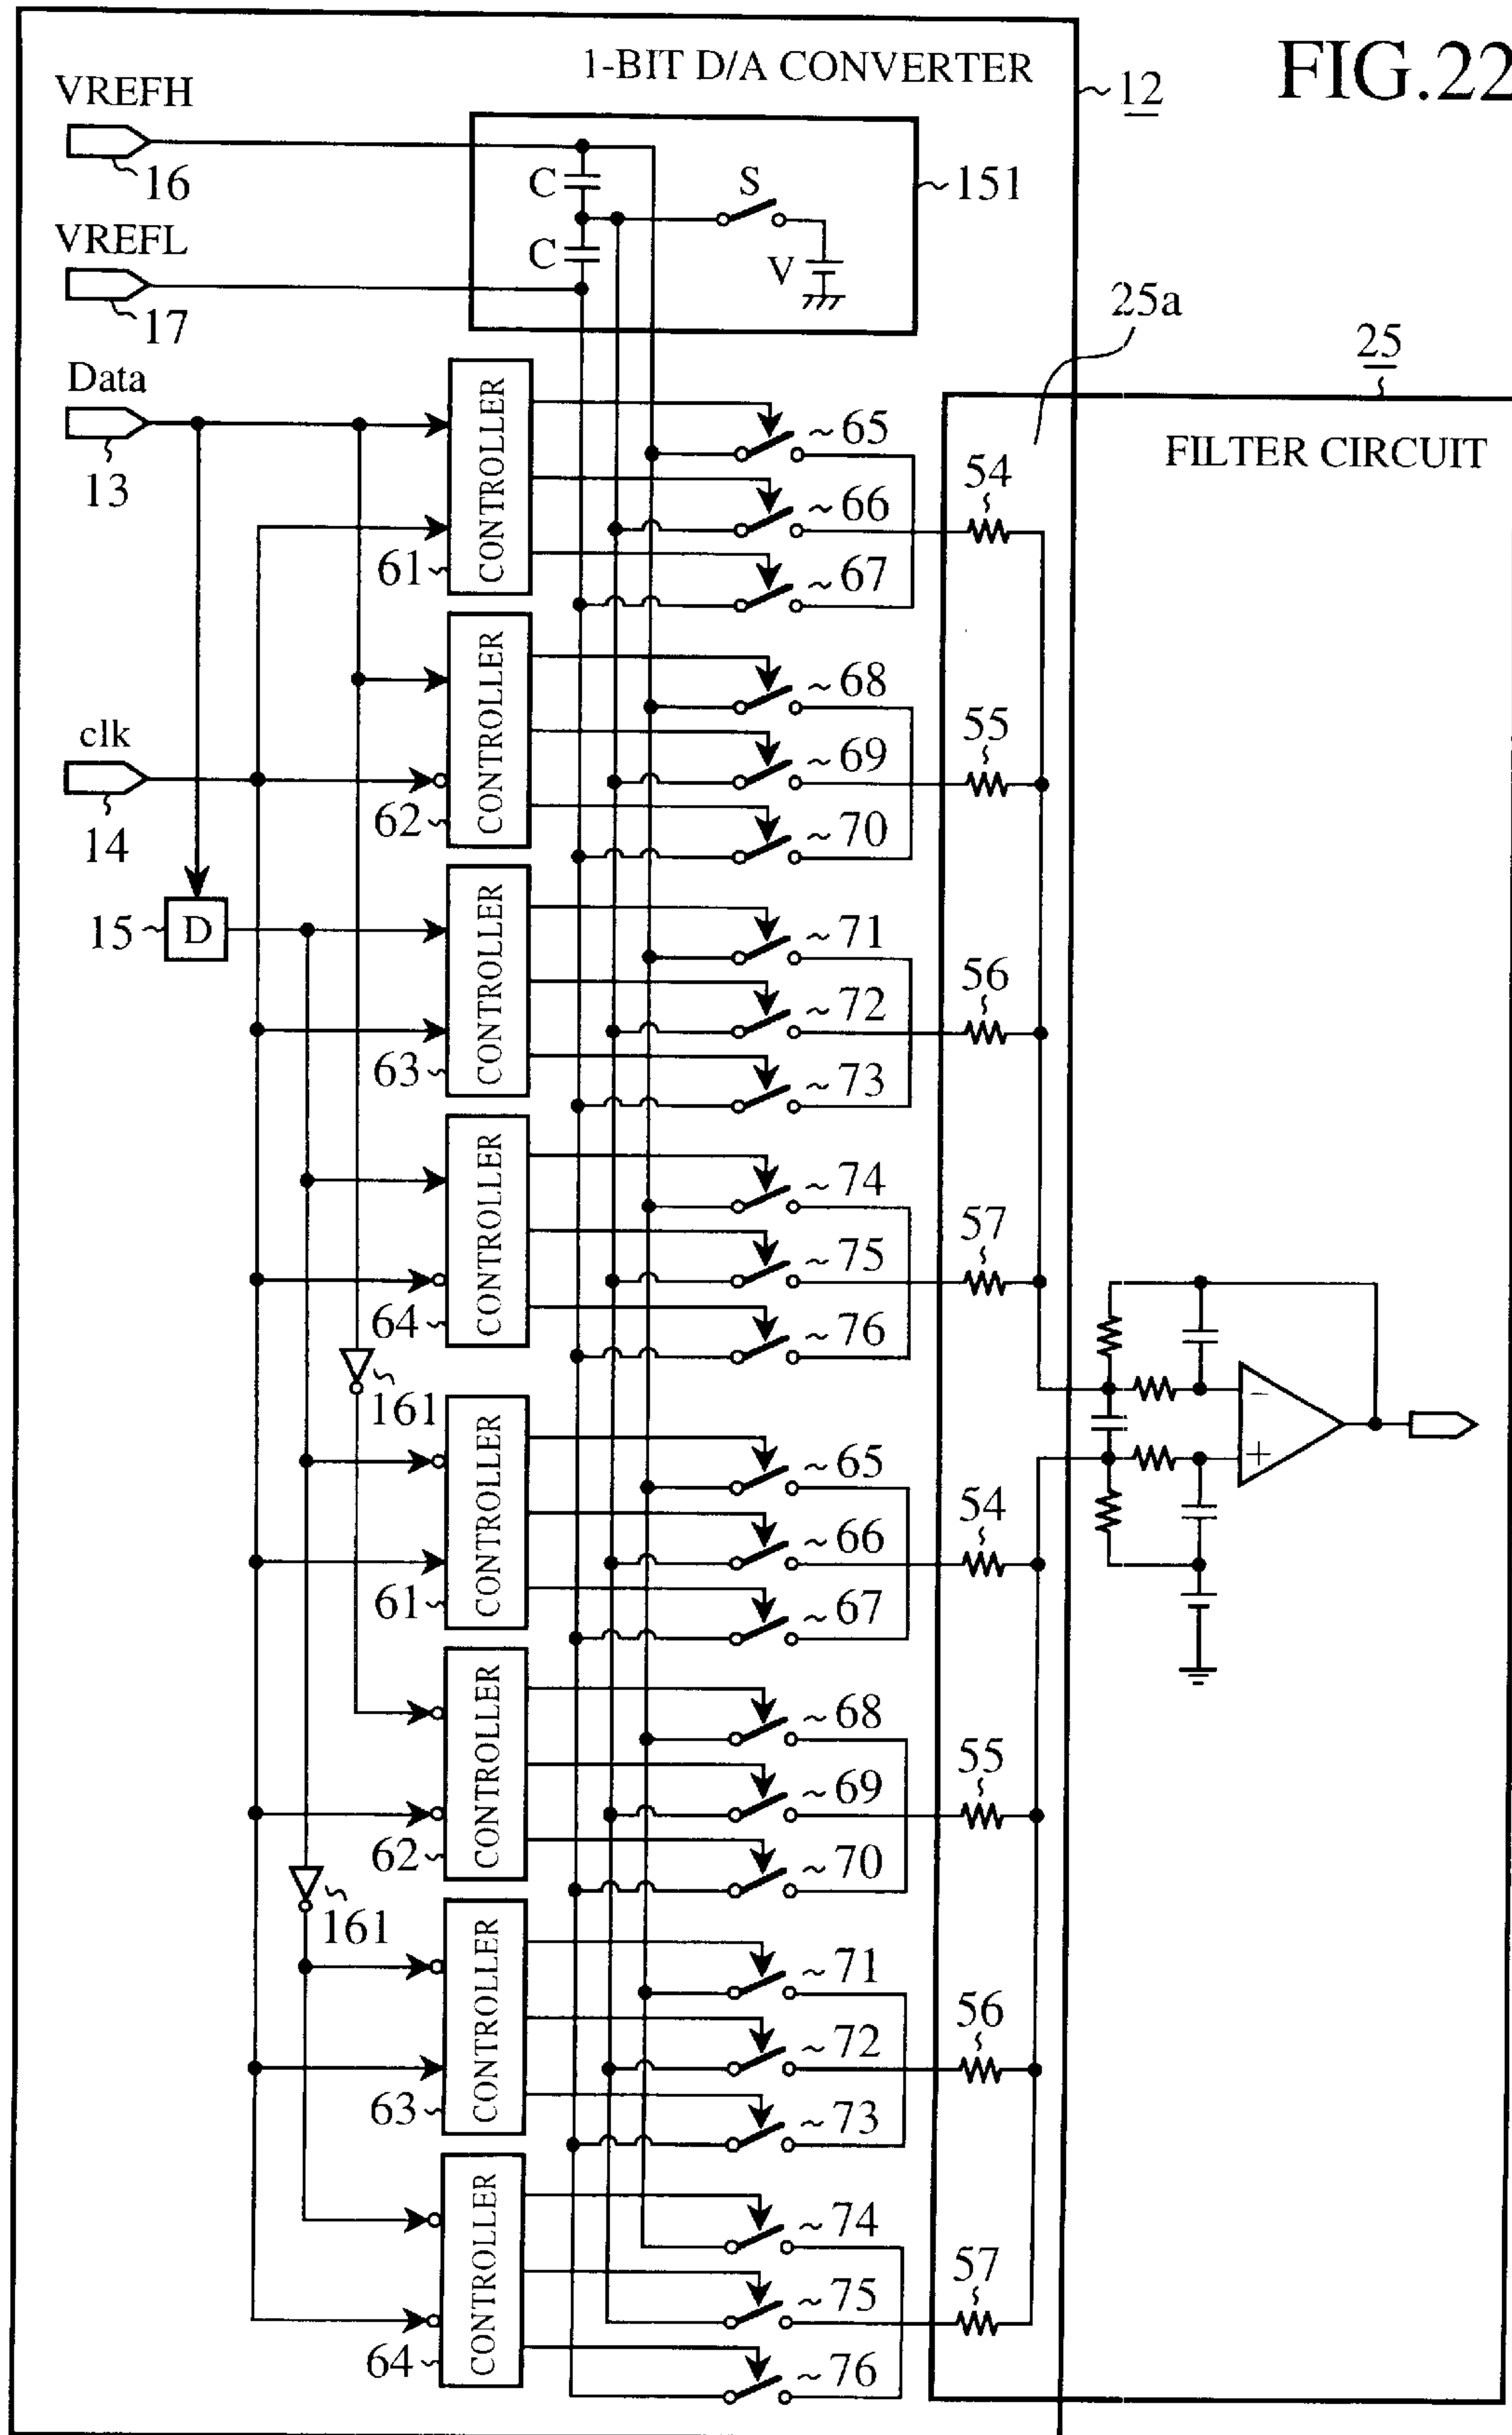 FIG.22
1-BIT D/A CONVERTER
12
VREFH
16
C
S
151
VREFL
C
V
17
25a
25
Data
13
CONTROLLER
65
FILTER CIRCUIT
54
66
61
67
CONTROLLER
68
clk
55
69
14
62
70
15
D
CONTROLLER
71
56
72
63
73
CONTROLLER
74
57
75
64
76
161
−
+
CONTROLLER
65
54
66
61
67
CONTROLLER
68
55
69
62
70
161
CONTROLLER
71
56
72
63
73
CONTROLLER
74
57
75
64
76